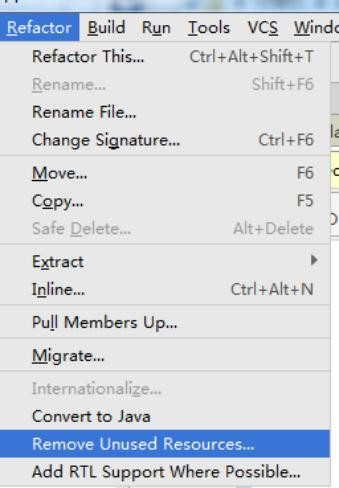 Refactor Build Run Tools VCS Windo
Refactor This... Ctrl+Alt+Shift+T
Rename... Shift+F6
Rename File...
Change Signature... Ctrl+F6
Move... F6
Copy... F5
Safe Delete... Alt+Delete
Extract
Inline... Ctrl+Alt+N
Pull Members Up...
Migrate...
Internationalize...
Convert to Java
Remove Unused Resources...
Add RTL Support Where Possible...